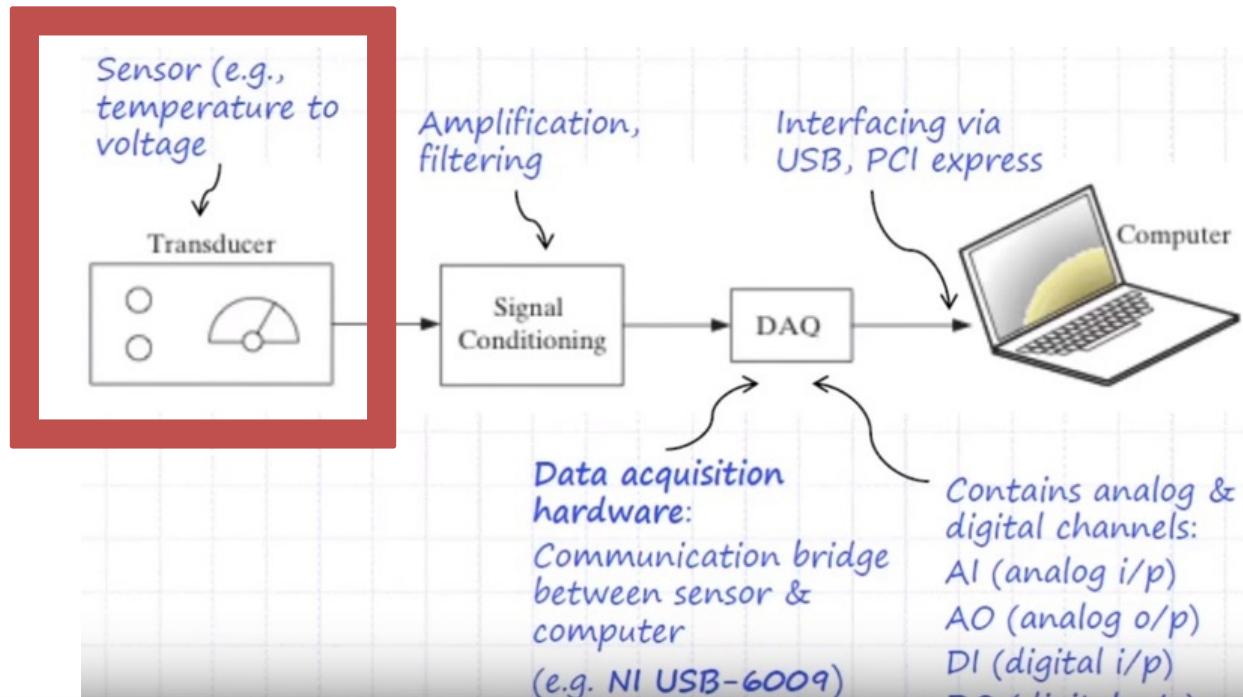 Sensor (e.g.,
temperature to
voltage
Transducer
Amplification,
filtering
Signal
Conditioning
Interfacing via
USB, PCI express
DAQ
Computer
Data acquisition
hardware:
Communication bridge
between sensor &
computer
(e.g. NI USB-6009)
Contains analog &
digital channels:
AI (analog i/p)
AO (analog o/p)
DI (digital i/p)